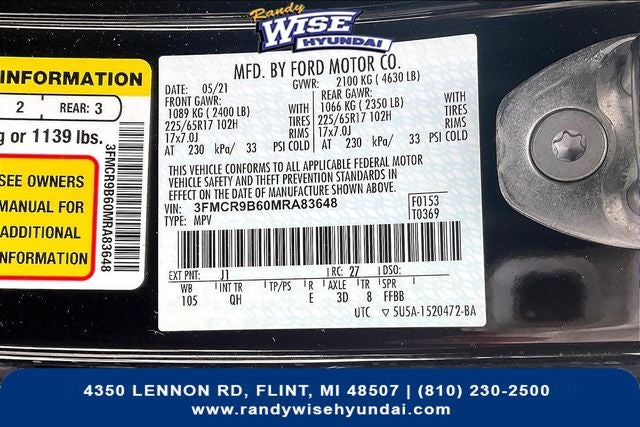 Randy
WISE
HYUNDAI
INFORMATION
2 REAR: 3
g or 1139 lbs.
SEE OWNERS
MANUAL FOR
ADDITIONAL
INFORMATION
3FMCR9B60MRA83648
MFD. BY FORD MOTOR CO.
DATE: 05/21 GVWR: 2100 KG (4630 LB)
FRONT GAWR: REAR GAWR:
1089 KG (2400 LB) WITH 1066 KG (2350 LB) WITH
225/65R17 102H TIRES 225/65R17 102H TIRES
17x7.0J RIMS 17x7.0J RIMS
AT 230 kPa/ 33 PSI COLD AT 230 kPa/ 33 PSI COLD
THIS VEHICLE CONFORMS TO ALL APPLICABLE FEDERAL MOTOR
VEHICLE SAFETY AND THEFT PREVENTION STANDARDS IN
EFFECT ON THE DATE OF MANUFACTURE SHOWN ABOVE.
VIN: 3FMCR9B60MRA83648 F0153
TYPE: MPV T0369
EXT PNT: J1 RC: 27 DSO:
WB INT TR TP/PS R AXLE TR SPR
105 QH E 3D 8 FFBB
UTC ▽5U5A-1520472-BA
4350 LENNON RD, FLINT, MI 48507 | (810) 230-2500
www.randywisehyundai.com